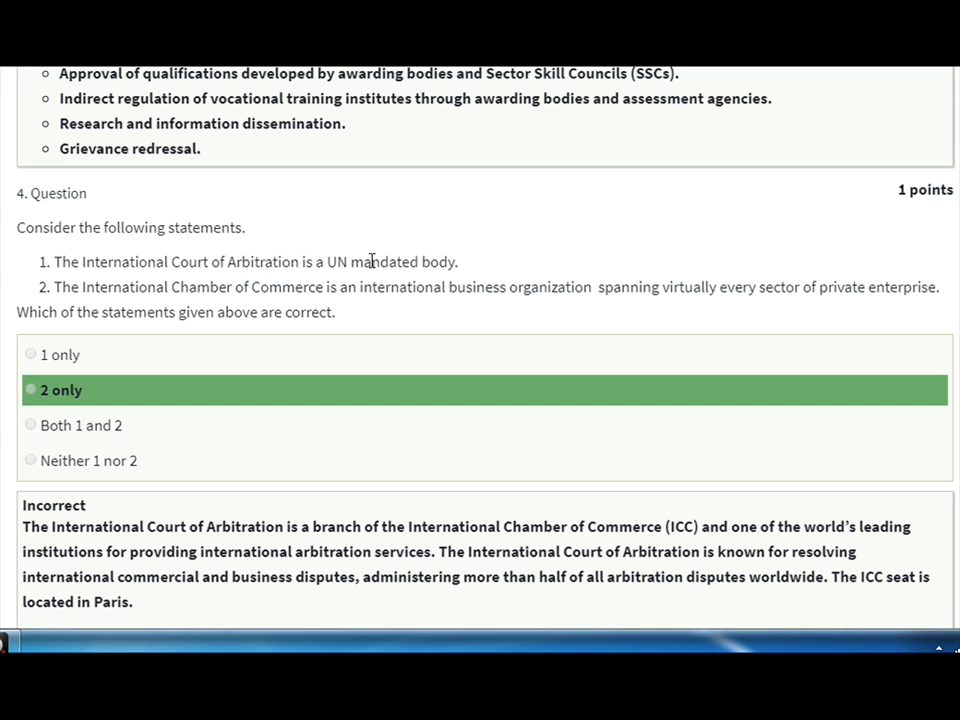 Approval of qualifications developed by awarding bodies and Sector Skill Councils (SSCs).
Indirect regulation of vocational training institutes through awarding bodies and assessment agencies.
Research and information dissemination.
Grievance redressal.
4. Question
1 points
Consider the following statements.
1. The International Court of Arbitration is a UN mandated body.
2. The International Chamber of Commerce is an international business organization spanning virtually every sector of private enterprise.
Which of the statements given above are correct.
1 only
2 only
Both 1 and 2
Neither 1 nor 2
Incorrect
The International Court of Arbitration is a branch of the International Chamber of Commerce (ICC) and one of the world's leading
institutions for providing international arbitration services. The International Court of Arbitration is known for resolving
international commercial and business disputes, administering more than half of all arbitration disputes worldwide. The ICC seat is
located in Paris.